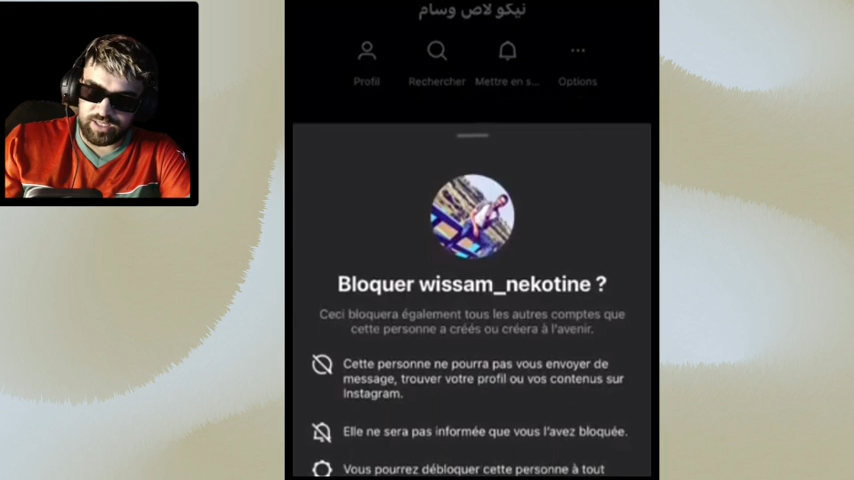 نيكو لاص وسام
Profil
Rechercher
Mettre en s...
Options
Bloquer wissam_nekotine ?
Ceci bloquera également tous les autres comptes que
cette personne a créés ou créera à l'avenir.
Cette personne ne pourra pas vous envoyer de
message, trouver votre profil ou vos contenus sur
Instagram.
Elle ne sera pas informée que vous l'avez bloquée.
Vous pourrez débloquer cette personne à tout